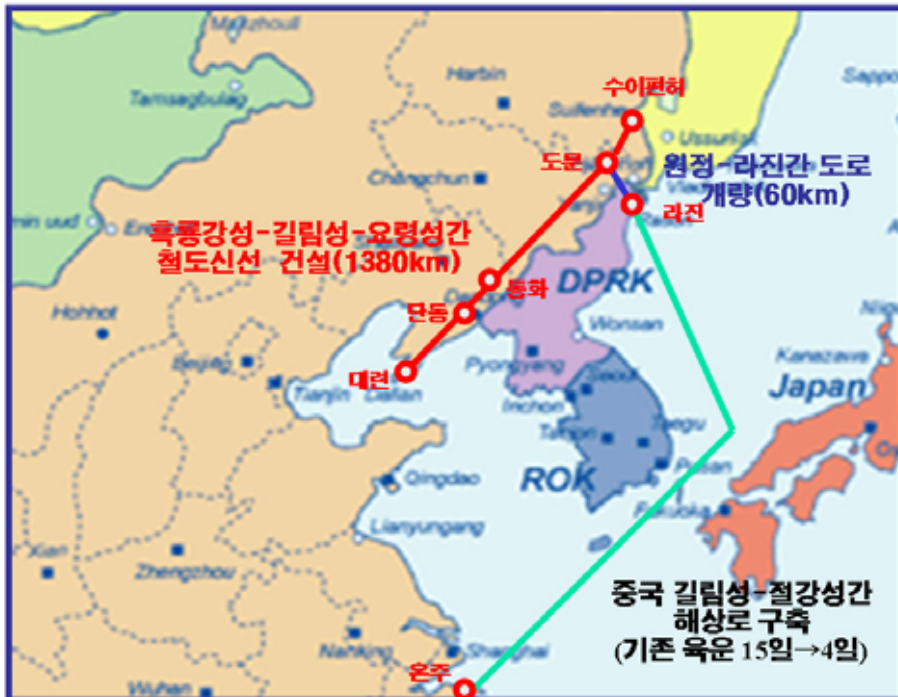 Harbin
Sapporo
Tamsagbulag
수이펀허
Suifenhe
Ussurijsk
도문
원정-라진간 도로
개량(60km)
Changchun
라진
흑룡강성-길림성-요령성간
철도신선 건설(1380km)
동화
DPRK
단동
Hohhot
Wonsan
Beijing
Pyongyang
Kanazawa
대련
Dalian
Tianjin
Seoul
Inchon
Japan
Taejon
Taegu
ROK
Pusan
Qingdao
Fukuoka
Lianyungang
Xian
Zhengzhou
중국 길림성-절강성간
해상로 구축
(기존 육운 15일→4일)
Nanking
Shanghai
온주
Wuhan